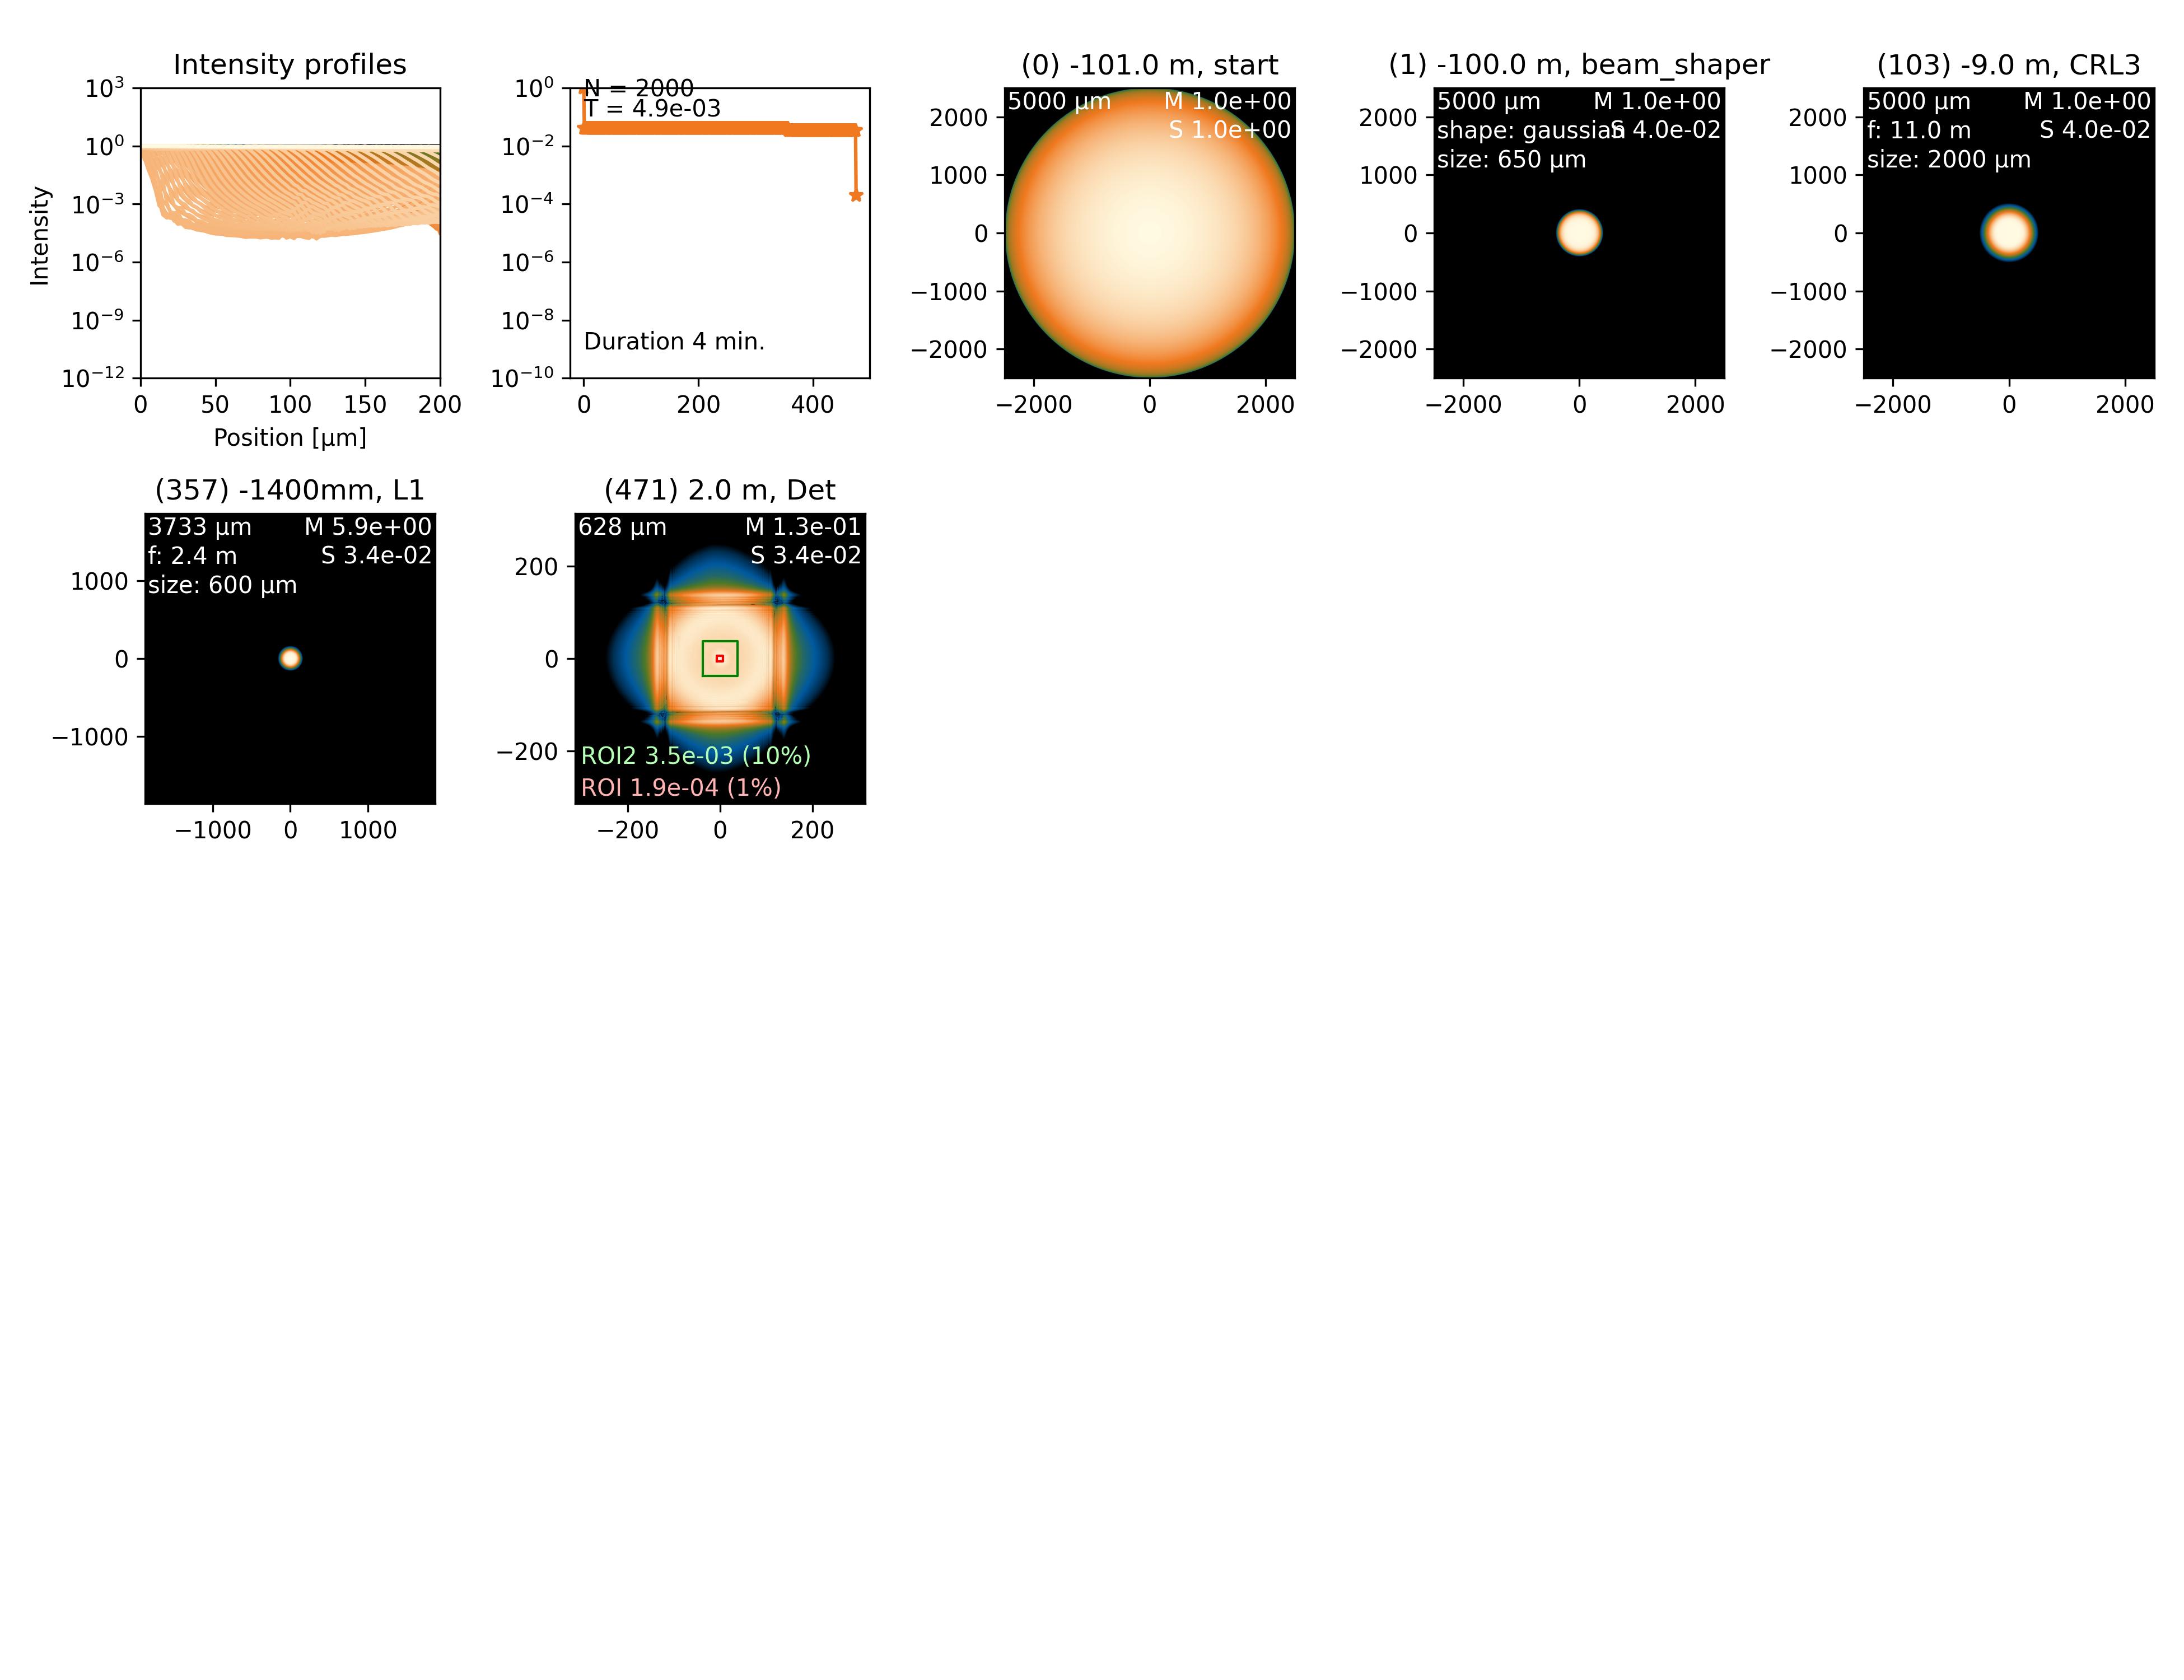 Intensity profiles
10³
10⁰
10⁻³
10⁻⁶
10⁻⁹
10⁻¹²
Intensity
0 50 100 150 200
Position [μm]
10⁰
10⁻²
10⁻⁴
10⁻⁶
10⁻⁸
10⁻¹⁰
N = 2000
T = 4.9e-03
Duration 4 min.
0 200 400
(0) -101.0 m, start
5000 μm M 1.0e+00
S 1.0e+00
2000
1000
0
−1000
−2000
−2000 0 2000
(1) -100.0 m, beam_shaper
5000 μm M 1.0e+00
shape: gaussian S 4.0e-02
size: 650 μm
2000
1000
0
−1000
−2000
−2000 0 2000
(103) -9.0 m, CRL3
5000 μm M 1.0e+00
f: 11.0 m S 4.0e-02
size: 2000 μm
2000
1000
0
−1000
−2000
−2000 0 2000
(357) -1400mm, L1
3733 μm M 5.9e+00
f: 2.4 m S 3.4e-02
size: 600 μm
1000
0
−1000
−1000 0 1000
(471) 2.0 m, Det
628 μm M 1.3e-01
S 3.4e-02
200
0
−200
ROI2 3.5e-03 (10%)
ROI 1.9e-04 (1%)
−200 0 200